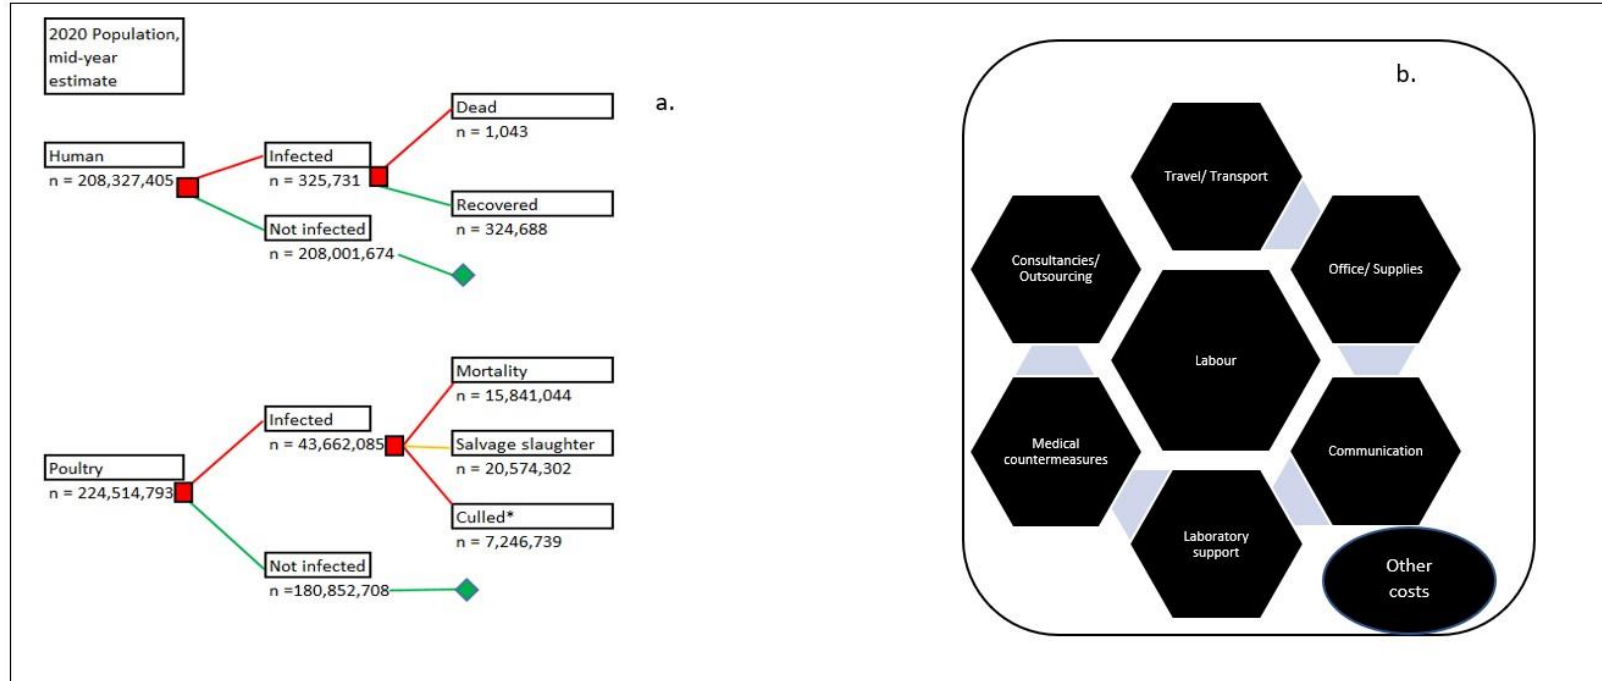 2020 Population,
mid-year
estimate
a.
Human
n = 208,327,405
Infected
n = 325,731
Dead
n = 1,043
Recovered
n = 324,688
Not infected
n = 208,001,674
Poultry
n = 224,514,793
Infected
n = 43,662,085
Mortality
n = 15,841,044
Salvage slaughter
n = 20,574,302
Culled*
n = 7,246,739
Not infected
n =180,852,708
b.
Travel/ Transport
Consultancies/
Outsourcing
Office/ Supplies
Labour
Medical
countermeasures
Communication
Laboratory
support
Other
costs